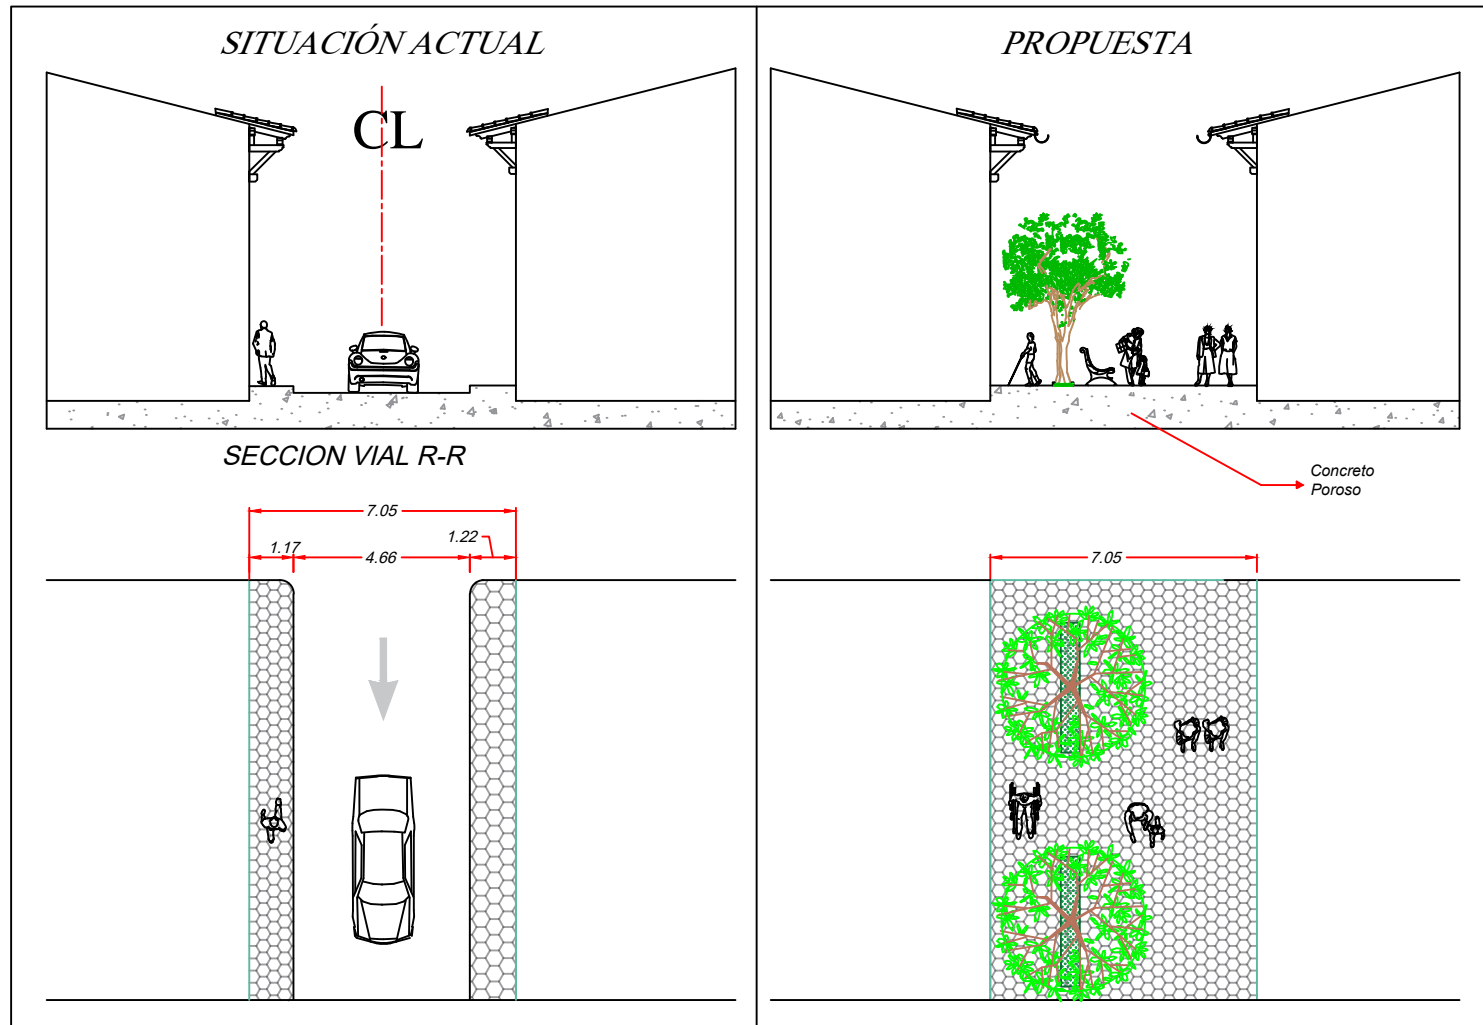 SITUACIÓN ACTUAL
CL
SECCION VIAL R-R
7.05
1.17
4.66
1.22
PROPUESTA
Concreto
Poroso
7.05